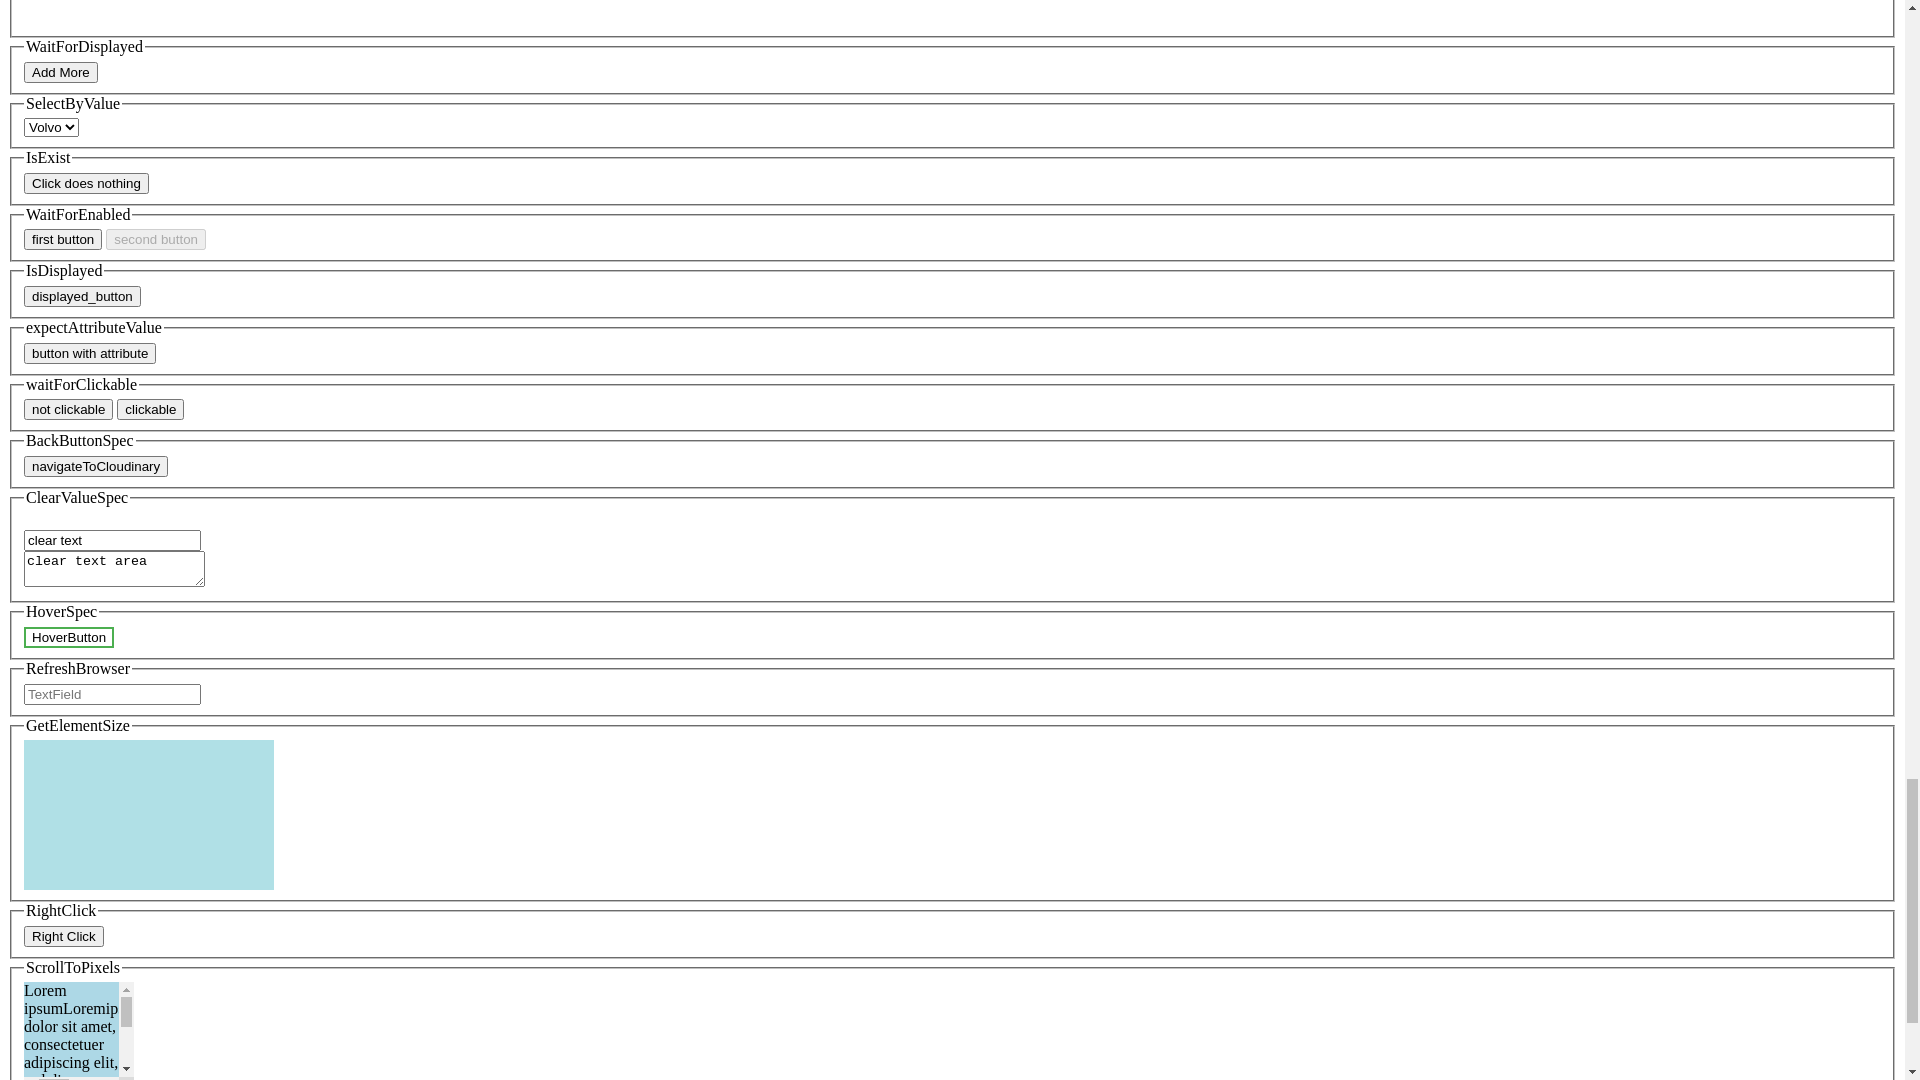 WaitForDisplayed
Add More
SelectByValue
Volvo
IsExist
Click does nothing
WaitForEnabled
first button second button
IsDisplayed
displayed_button
expectAttributeValue
button with attribute
waitForClickable
not clickable clickable
BackButtonSpec
navigateToCloudinary
ClearValueSpec
clear text
clear text area
HoverSpec
HoverButton
RefreshBrowser
TextField
GetElementSize
RightClick
Right Click
ScrollToPixels
Lorem
ipsumLoremip
dolor sit amet,
consectetuer
adipiscing elit,